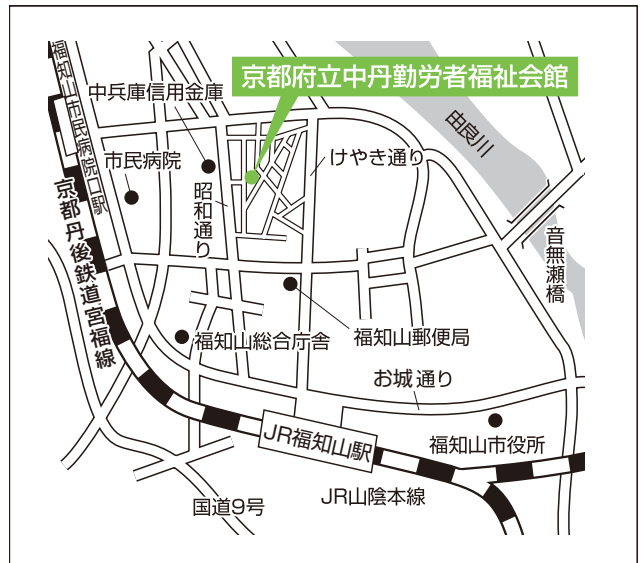 京都府立中丹勤労者福祉会館
福知山市民病院口駅
中兵庫信用金庫
由良川
市民病院
けやき通り
昭和通り
京都丹後鉄道宮福線
音無瀬橋
福知山総合庁舎
福知山郵便局
お城通り
JR福知山駅
福知山市役所
国道9号
JR山陰本線